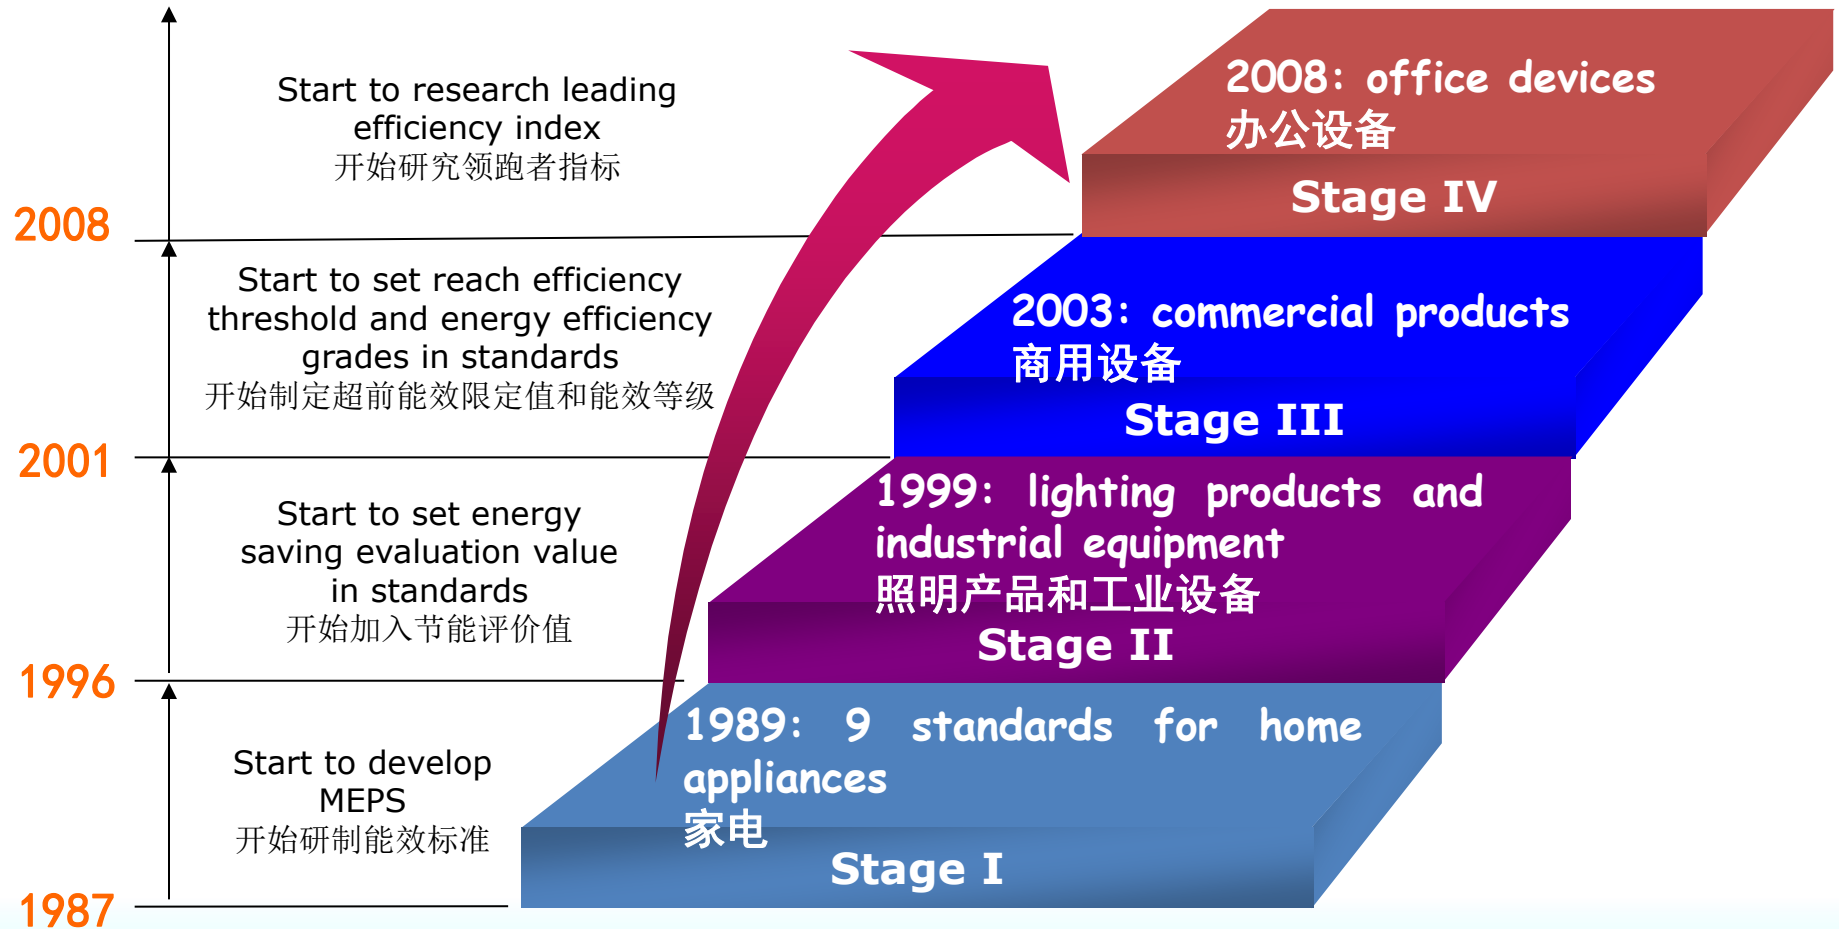 Start to research leading
efficiency index
开始研究领跑者指标
2008: office devices
办公设备
Stage IV
2008
Start to set reach efficiency
threshold and energy efficiency
grades in standards
开始制定超前能效限定值和能效等级
2003: commercial products
商用设备
Stage III
2001
Start to set energy
saving evaluation value
in standards
开始加入节能评价值
1999: lighting products and
industrial equipment
照明产品和工业设备
Stage II
1996
Start to develop
MEPS
开始研制能效标准
1989: 9 standards for home
appliances
家电
Stage I
1987